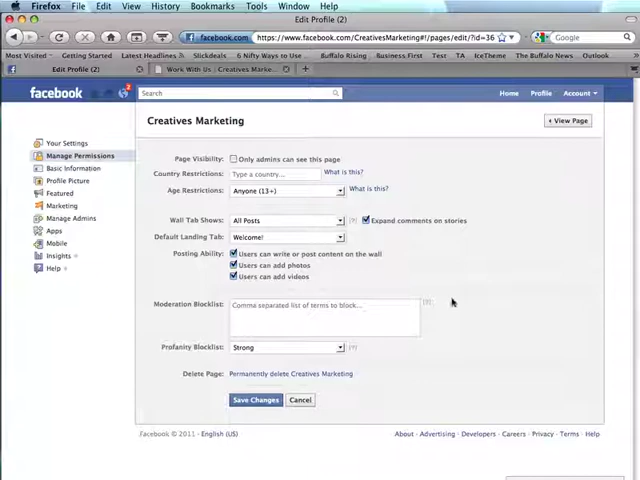 Firefox File Edit View History Bookmarks Tools Window Help
Edit Profile (2)
facebook.com https://www.facebook.com/CreativesMarketing#!/pages/edit/?id=36 Google
Most Visited Getting Started Latest Headlines Slickdeals 6 Nifty Ways to Use ... Buffalo Rising Business First Test TA IceTheme The Buffalo News Outlook
Edit Profile (2) Work With Us | Creatives Marke...
facebook 2 Search Home Profile Account
Creatives Marketing View Page
Your Settings
Manage Permissions
Basic Information
Profile Picture
Featured
Marketing
Manage Admins
Apps
Mobile
Insights
Help
Page Visibility: Only admins can see this page
Country Restrictions: Type a country... What is this?
Age Restrictions: Anyone (13+) What is this?
Wall Tab Shows: All Posts [?] Expand comments on stories
Default Landing Tab: Welcome!
Posting Ability: Users can write or post content on the wall
Users can add photos
Users can add videos
Moderation Blocklist: Comma separated list of terms to block... [?]
Profanity Blocklist: Strong [?]
Delete Page: Permanently delete Creatives Marketing
Save Changes Cancel
Facebook © 2011 · English (US) About · Advertising · Developers · Careers · Privacy · Terms · Help